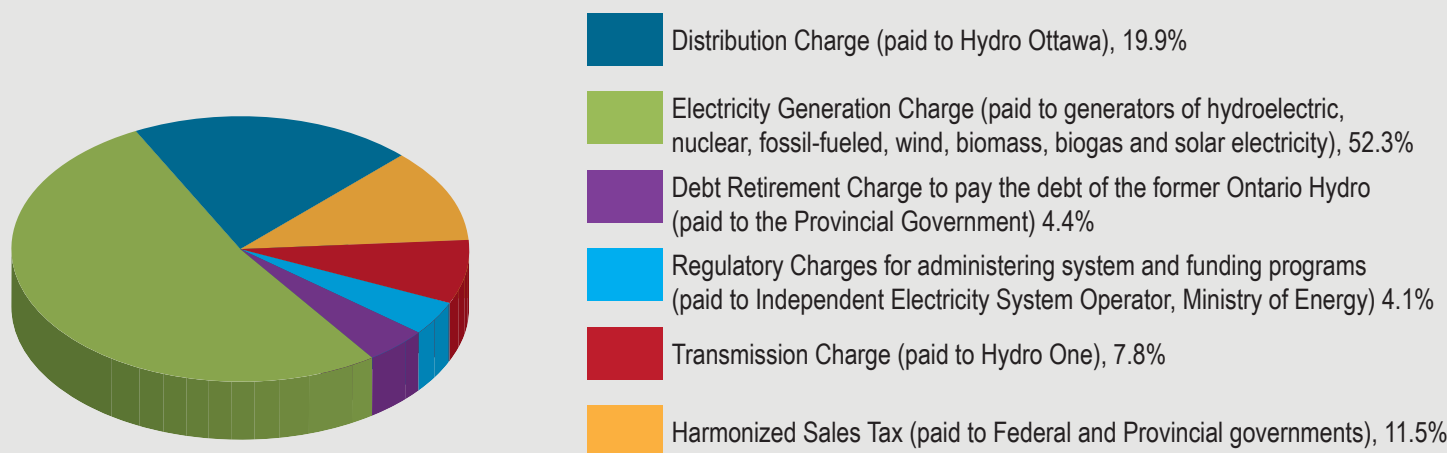 Distribution Charge (paid to Hydro Ottawa), 19.9%
Electricity Generation Charge (paid to generators of hydroelectric,
nuclear, fossil-fueled, wind, biomass, biogas and solar electricity), 52.3%
Debt Retirement Charge to pay the debt of the former Ontario Hydro
(paid to the Provincial Government) 4.4%
Regulatory Charges for administering system and funding programs
(paid to Independent Electricity System Operator, Ministry of Energy) 4.1%
Transmission Charge (paid to Hydro One), 7.8%
Harmonized Sales Tax (paid to Federal and Provincial governments), 11.5%